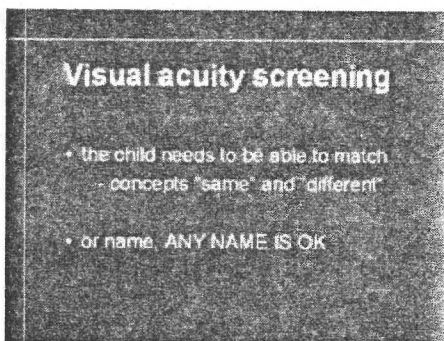 Visual acuity screening
• the child needs to be able to match
- concepts "same" and "different"
• or name, ANY NAME IS OK